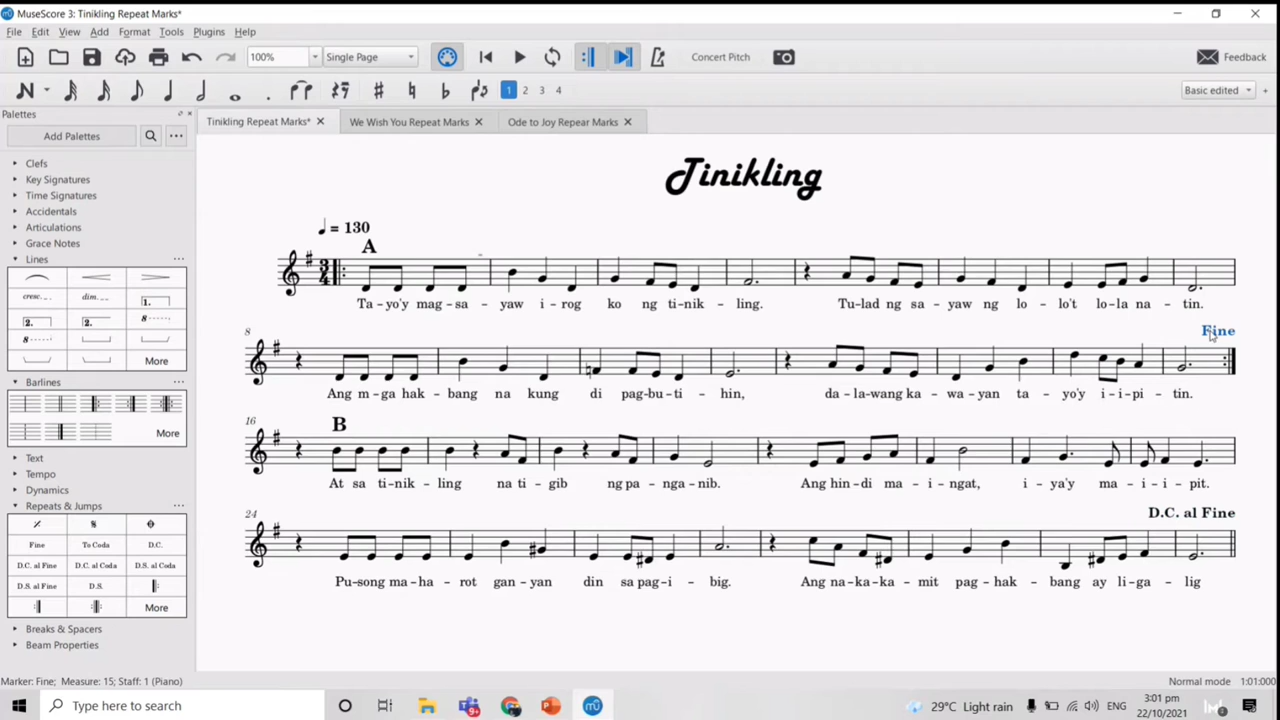 MuseScore 3: Tinikling Repeat Marks*
File Edit View Add Format Tools Plugins Help
100% Single Page Concert Pitch Feedback
1 2 3 4 Basic edited
Palettes
Tinikling Repeat Marks* We Wish You Repeat Marks Ode to Joy Repear Marks
Add Palettes
Clefs
Key Signatures
Time Signatures
Accidentals
Articulations
Grace Notes
Lines
cresc. dim. 1.
2. 2. 8
8
More
Barlines
More
Text
Tempo
Dynamics
Repeats & Jumps
Fine To Coda D.C.
D.C. al Fine D.C. al Coda D.S. al Coda
D.S. al Fine D.S.
More
Breaks & Spacers
Beam Properties
Tinikling
= 130
A
3
4
Ta-yo'y mag-sa-yaw i-rog ko ng ti-nik-ling. Tu-lad ng sa-yaw ng lo-lo't lo-la na-tin.
8 Fine
Ang m-ga hak-bang na kung di pag-bu-ti-hin, da-la-wang ka-wa-yan ta-yo'y i-i-pi-tin.
16 B
At sa ti-nik-ling na ti-gib ng pa-nga-nib. Ang hin-di ma-i-ngat, i-ya'y ma-i-i-pit.
24 D.C. al Fine
Pu-song ma-ha-rot gan-yan din sa pag-i-big. Ang na-ka-ka-mit pag-hak-bang ay li-ga-lig
Marker: Fine; Measure: 15; Staff: 1 (Piano) Normal mode 1:01:000
Type here to search 29°C Light rain ENG 3:01 pm
22/10/2021